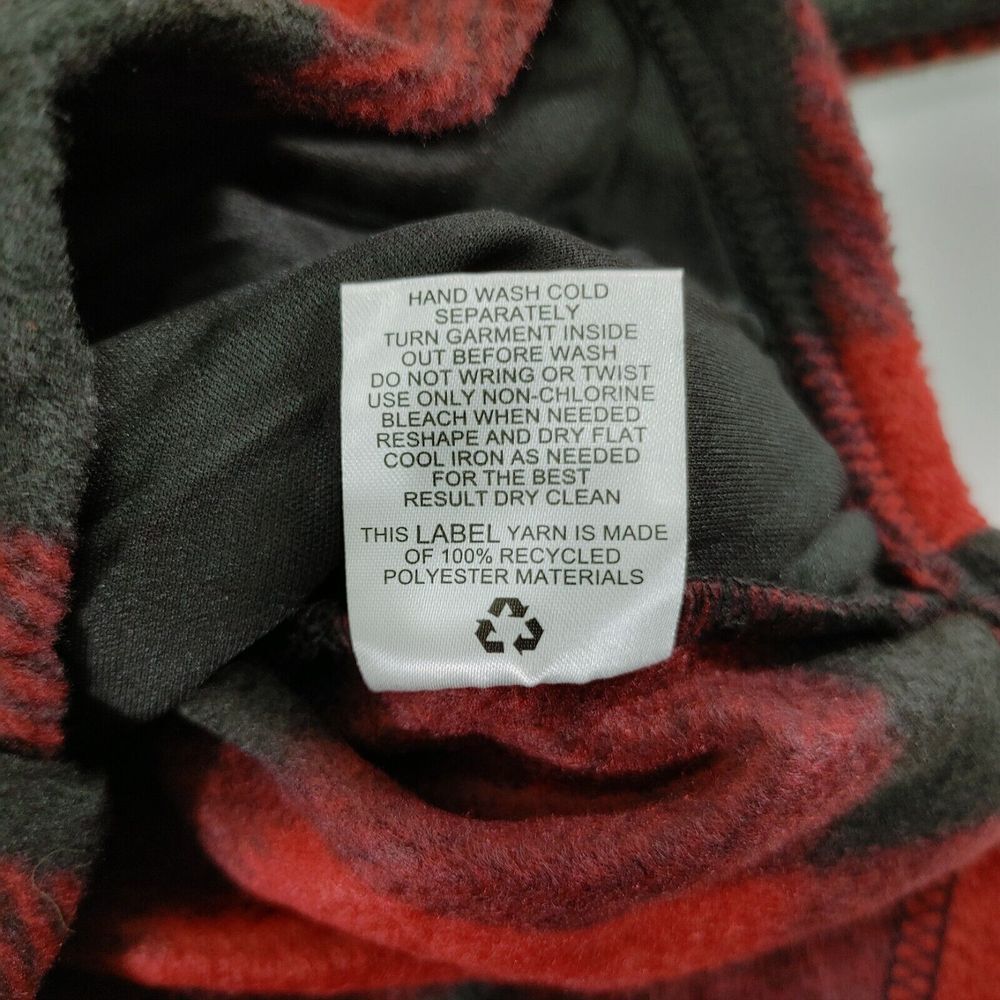 HAND WASH COLD
SEPARATELY
TURN GARMENT INSIDE
OUT BEFORE WASH
DO NOT WRING OR TWIST
USE ONLY NON-CHLORINE
BLEACH WHEN NEEDED
RESHAPE AND DRY FLAT
COOL IRON AS NEEDED
FOR THE BEST
RESULT DRY CLEAN
THIS LABEL YARN IS MADE
OF 100% RECYCLED
POLYESTER MATERIALS